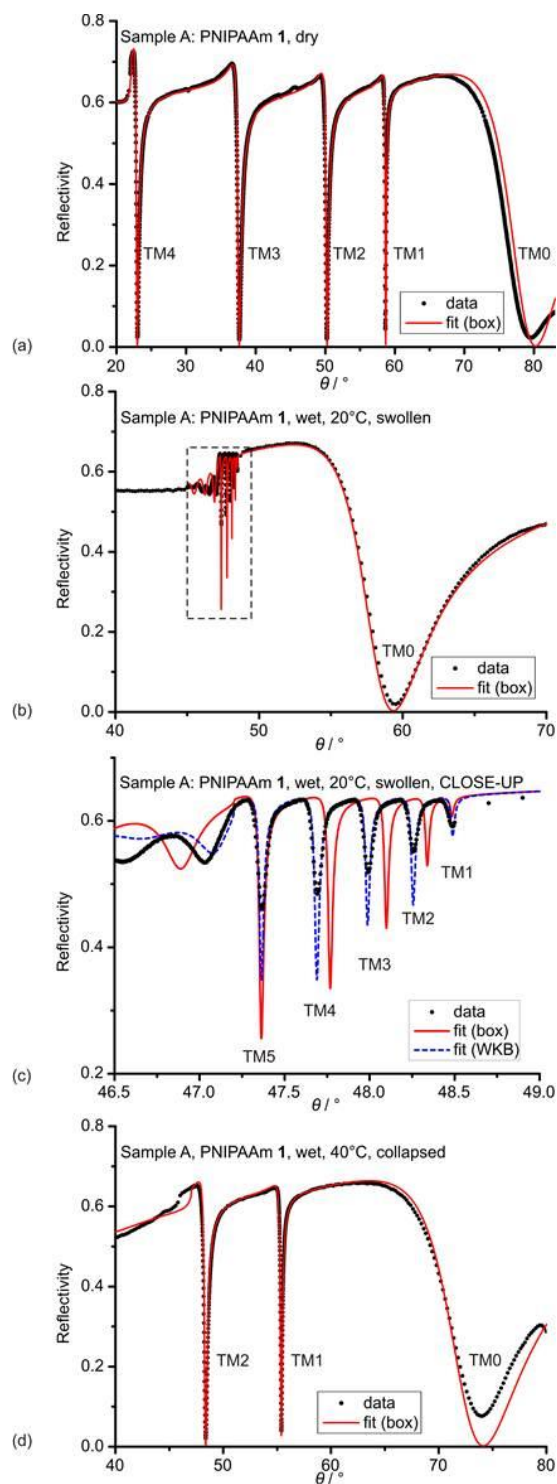 Sample A: PNIPAAm 1, dry
0.8
0.6
0.4
0.2
0.0
Reflectivity
TM4
TM3
TM2
TM1
TM0
data
fit (box)
20
30
40
50
60
70
80
θ / °
(a)
Sample A: PNIPAAm 1, wet, 20°C, swollen
0.8
0.6
0.4
0.2
0.0
Reflectivity
TM0
data
fit (box)
40
50
60
70
θ / °
(b)
Sample A: PNIPAAm 1, wet, 20°C, swollen, CLOSE-UP
0.6
0.4
0.2
Reflectivity
TM1
TM2
TM3
TM4
TM5
data
fit (box)
fit (WKB)
46.5
47.0
47.5
48.0
48.5
49.0
θ / °
(c)
Sample A, PNIPAAm 1, wet, 40°C, collapsed
0.8
0.6
0.4
0.2
0.0
Reflectivity
TM2
TM1
TM0
data
fit (box)
40
50
60
70
80
θ / °
(d)